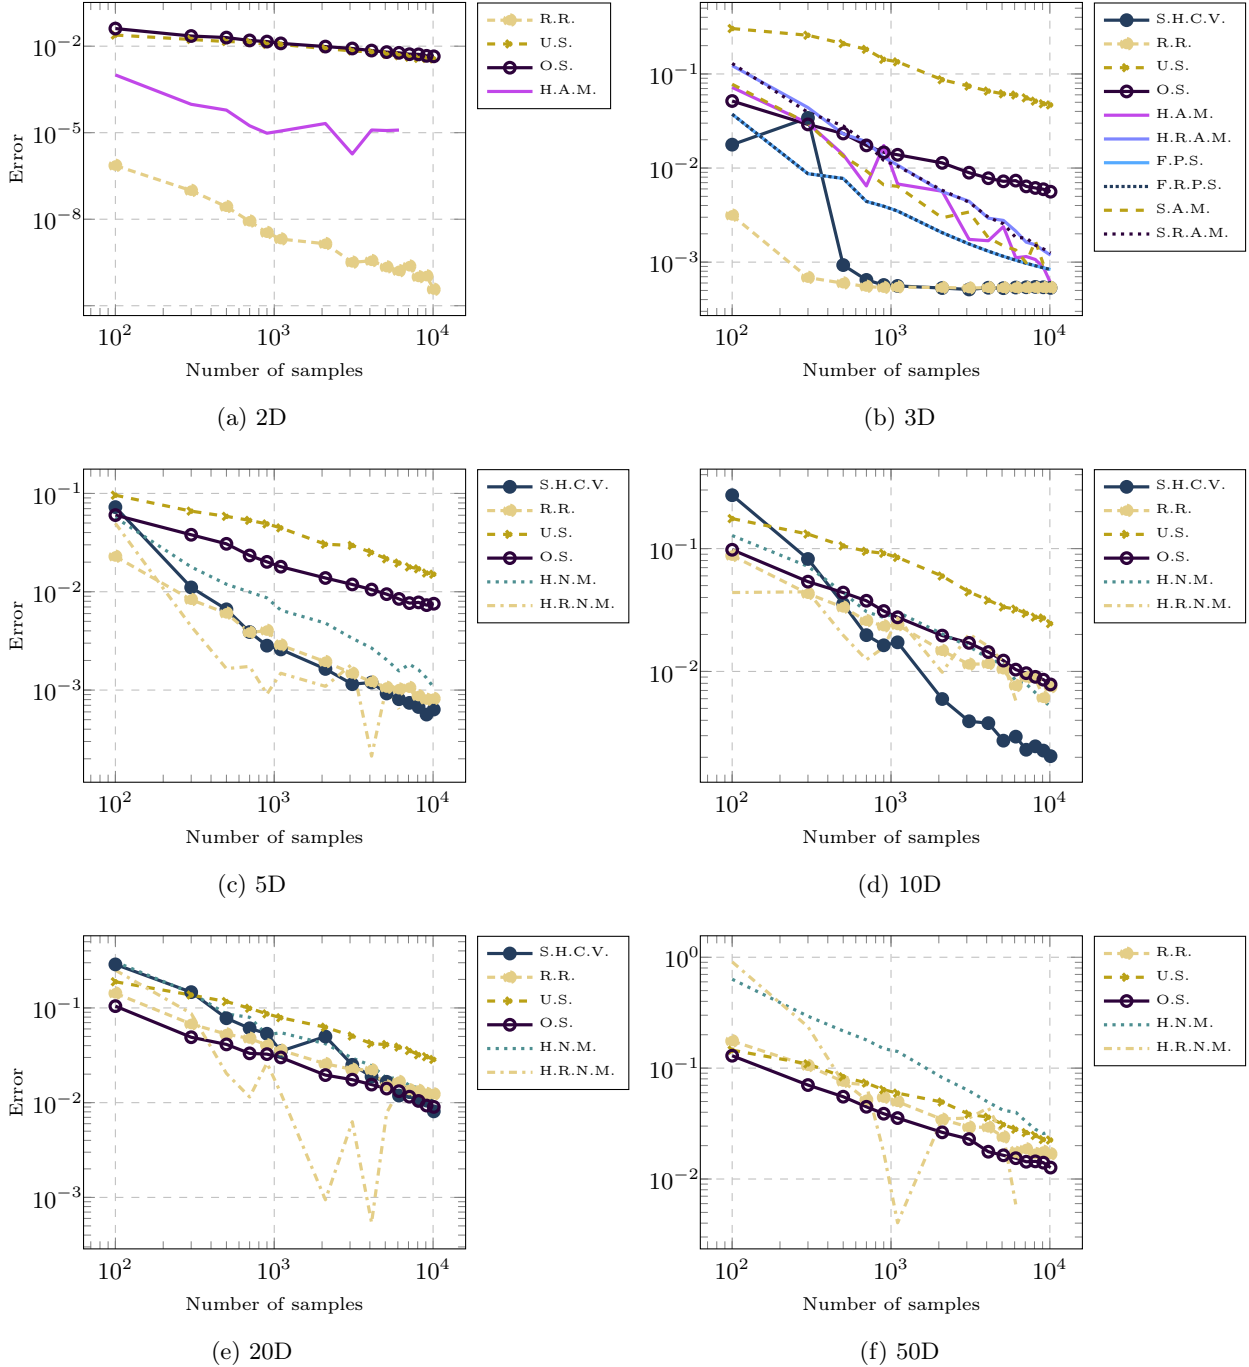 10^{-2}
10^{-5}
10^{-8}
10^2
10^3
10^4
Error
Number of samples
R.R.
U.S.
O.S.
H.A.M.
(a) 2D
10^{-1}
10^{-2}
10^{-3}
10^2
10^3
10^4
Number of samples
S.H.C.V.
R.R.
U.S.
O.S.
H.A.M.
H.R.A.M.
F.P.S.
F.R.P.S.
S.A.M.
S.R.A.M.
(b) 3D
10^{-1}
10^{-2}
10^{-3}
10^2
10^3
10^4
Error
Number of samples
S.H.C.V.
R.R.
U.S.
O.S.
H.N.M.
H.R.N.M.
(c) 5D
10^{-1}
10^{-2}
10^2
10^3
10^4
Number of samples
S.H.C.V.
R.R.
U.S.
O.S.
H.N.M.
H.R.N.M.
(d) 10D
10^{-1}
10^{-2}
10^{-3}
10^2
10^3
10^4
Error
Number of samples
S.H.C.V.
R.R.
U.S.
O.S.
H.N.M.
H.R.N.M.
(e) 20D
10^0
10^{-1}
10^{-2}
10^2
10^3
10^4
Number of samples
R.R.
U.S.
O.S.
H.N.M.
H.R.N.M.
(f) 50D